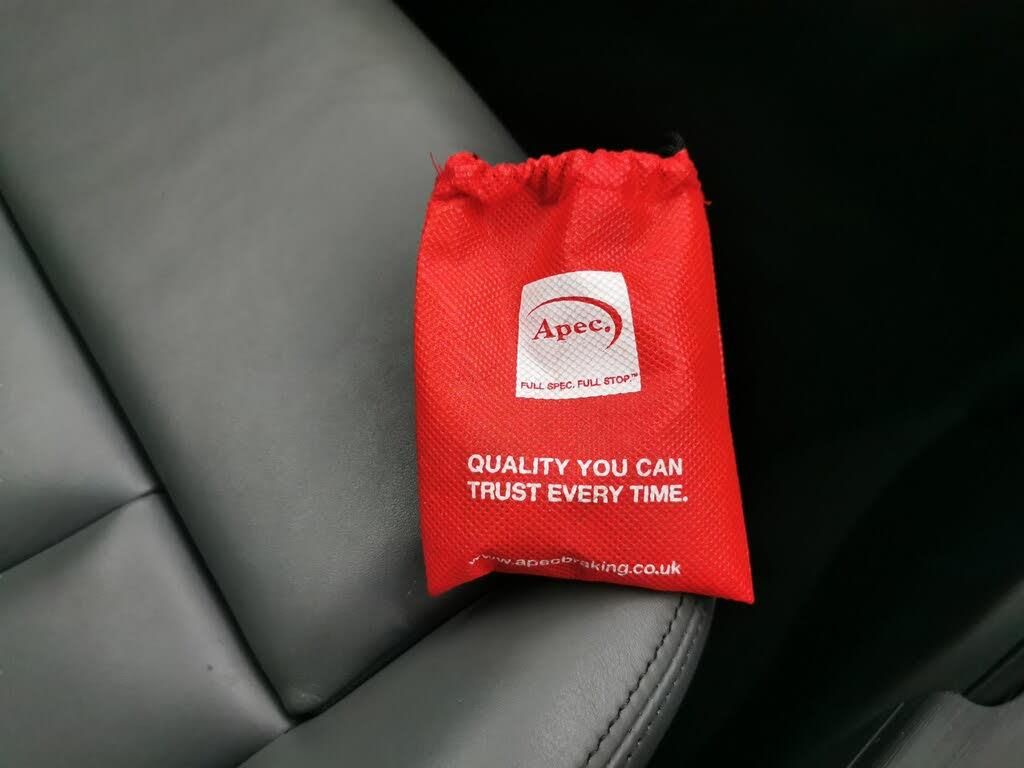 Apec.
FULL SPEC. FULL STOP.™
QUALITY YOU CAN
TRUST EVERY TIME.
www.apecbraking.co.uk